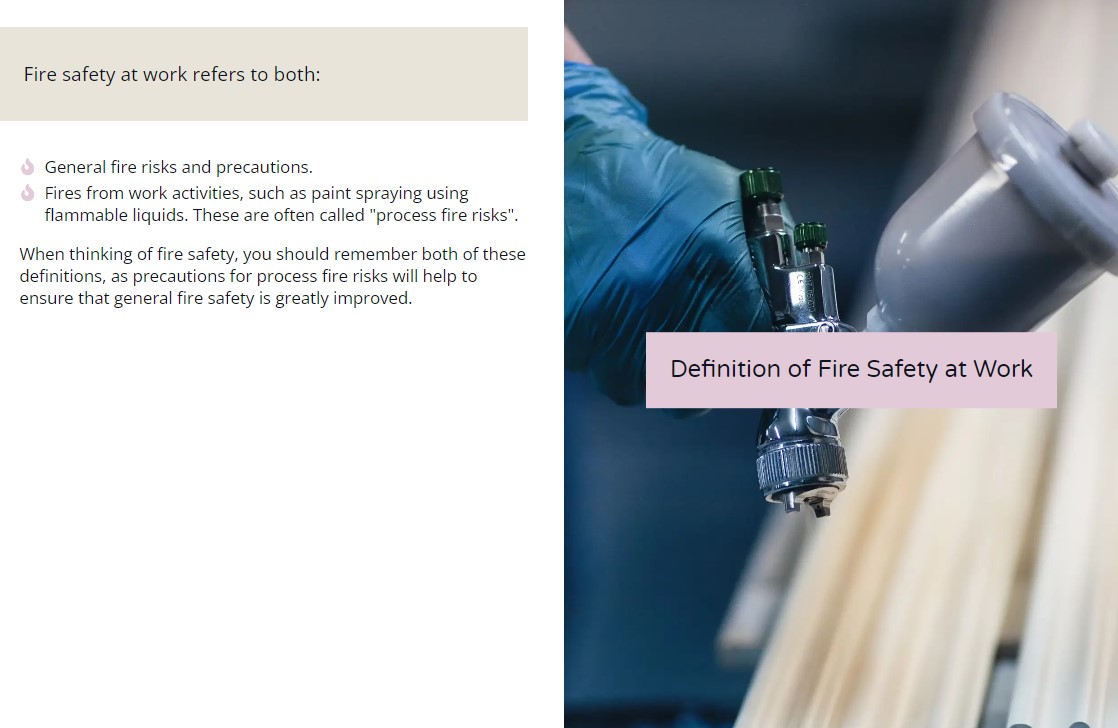 Fire safety at work refers to both:
General fire risks and precautions.
Fires from work activities, such as paint spraying using
flammable liquids. These are often called "process fire risks".
When thinking of fire safety, you should remember both of these
definitions, as precautions for process fire risks will help to
ensure that general fire safety is greatly improved.
Definition of Fire Safety at Work